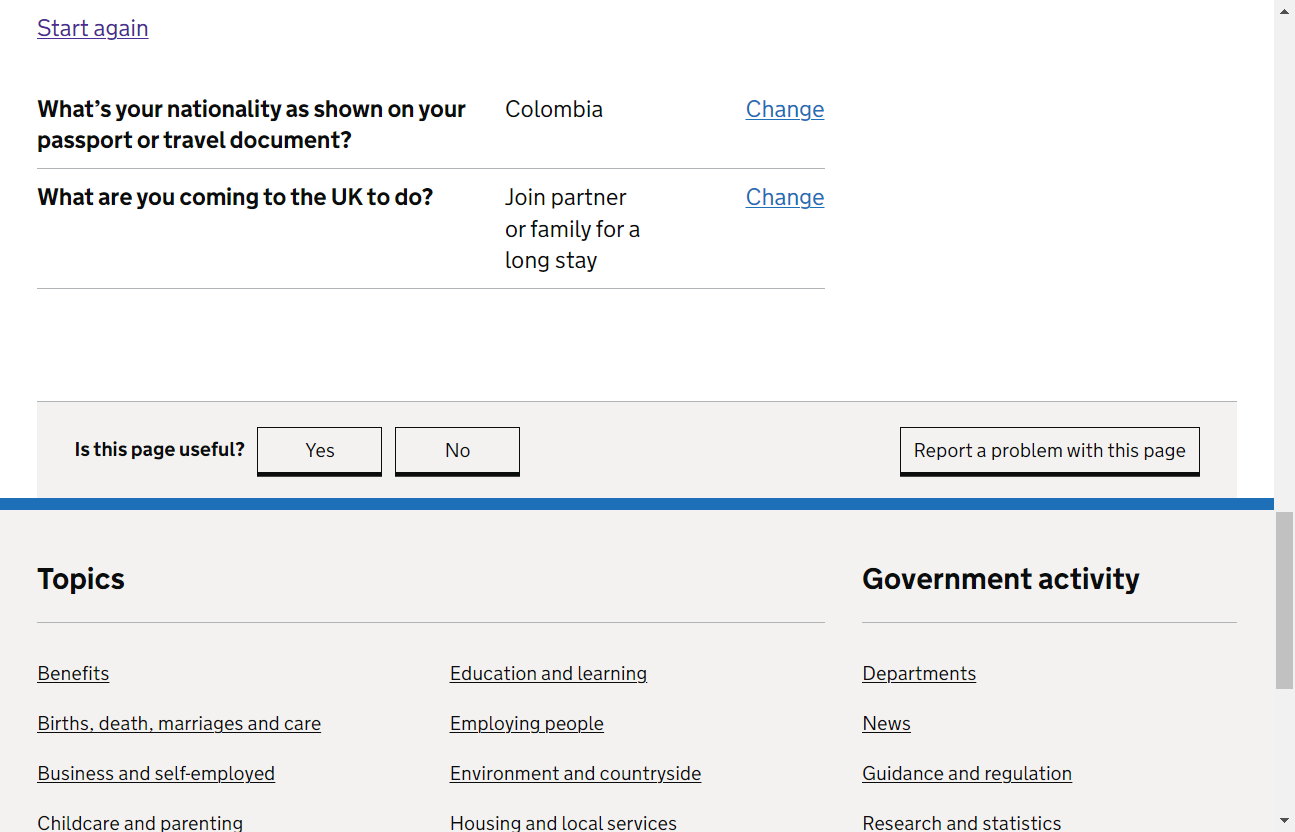 Start again
What's your nationality as shown on your
passport or travel document?
Colombia
Change
What are you coming to the UK to do?
Join partner
or family for a
long stay
Change
Is this page useful?
Yes
No
Report a problem with this page
Topics
Benefits
Births, death, marriages and care
Business and self-employed
Childcare and parenting
Education and learning
Employing people
Environment and countryside
Housing and local services
Government activity
Departments
News
Guidance and regulation
Research and statistics